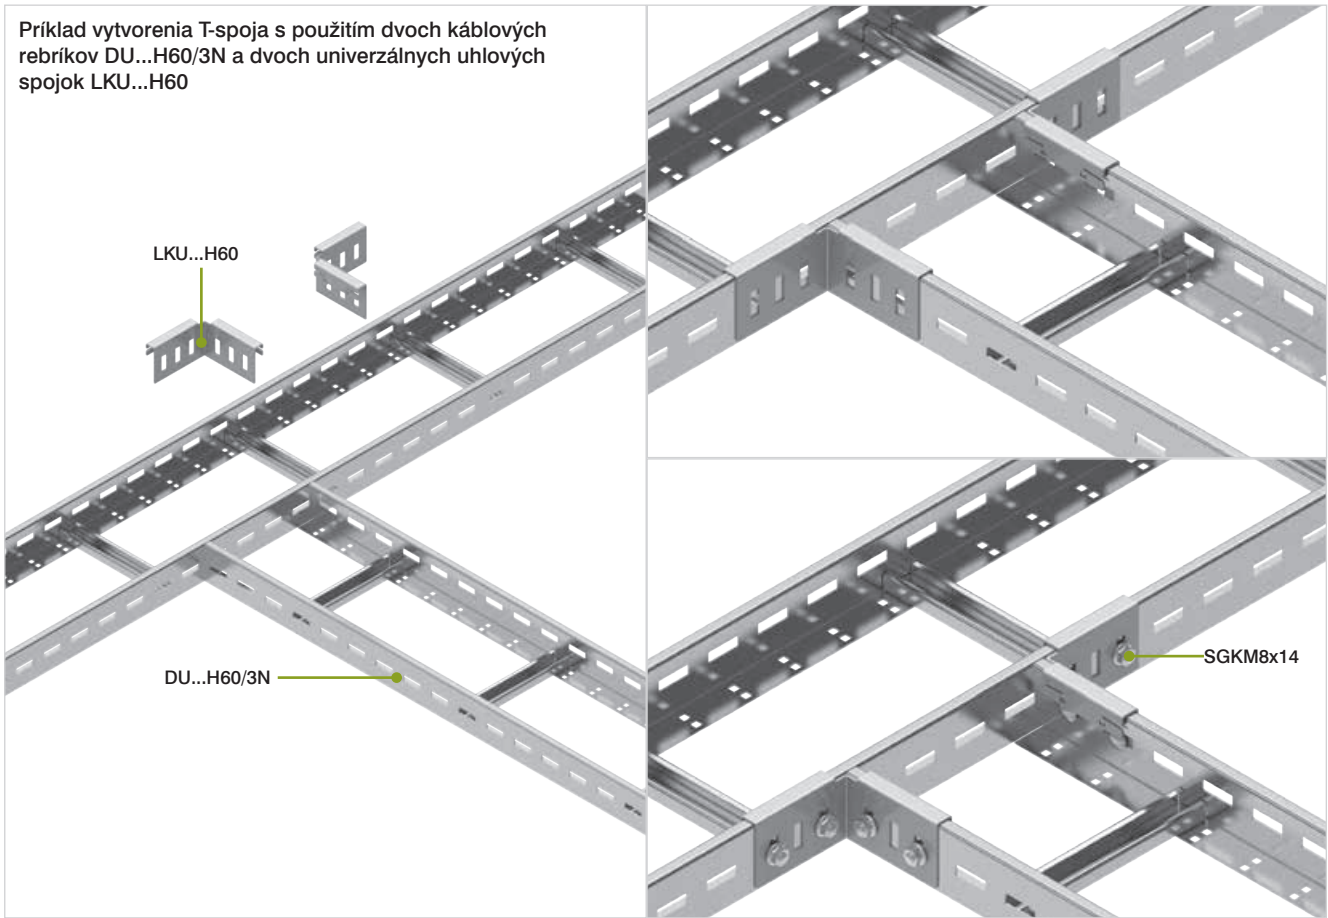 Príklad vytvorenia T-spoja s použitím dvoch káblových
rebríkov DU...H60/3N a dvoch univerzálnych uhlových
spojok LKU...H60
LKU...H60
DU...H60/3N
SGKM8x14